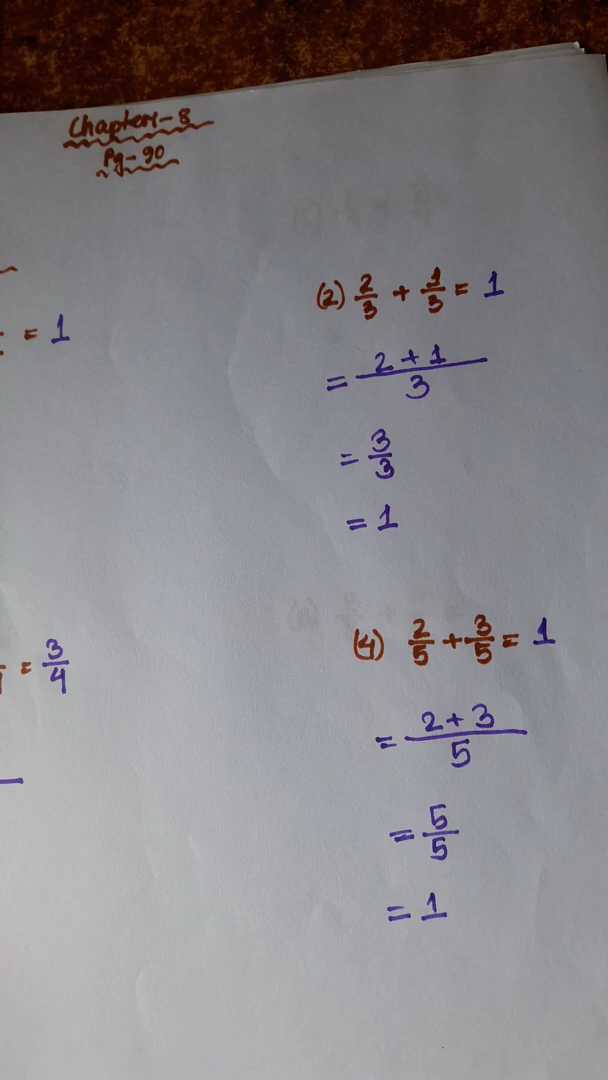 Chapter-8
Pg-90
= 1
= 3/4
(2) 2/3 + 1/3 = 1
= 2+1/3
= 3/3
= 1
(4) 2/5 + 3/5 = 1
= 2+3/5
= 5/5
= 1